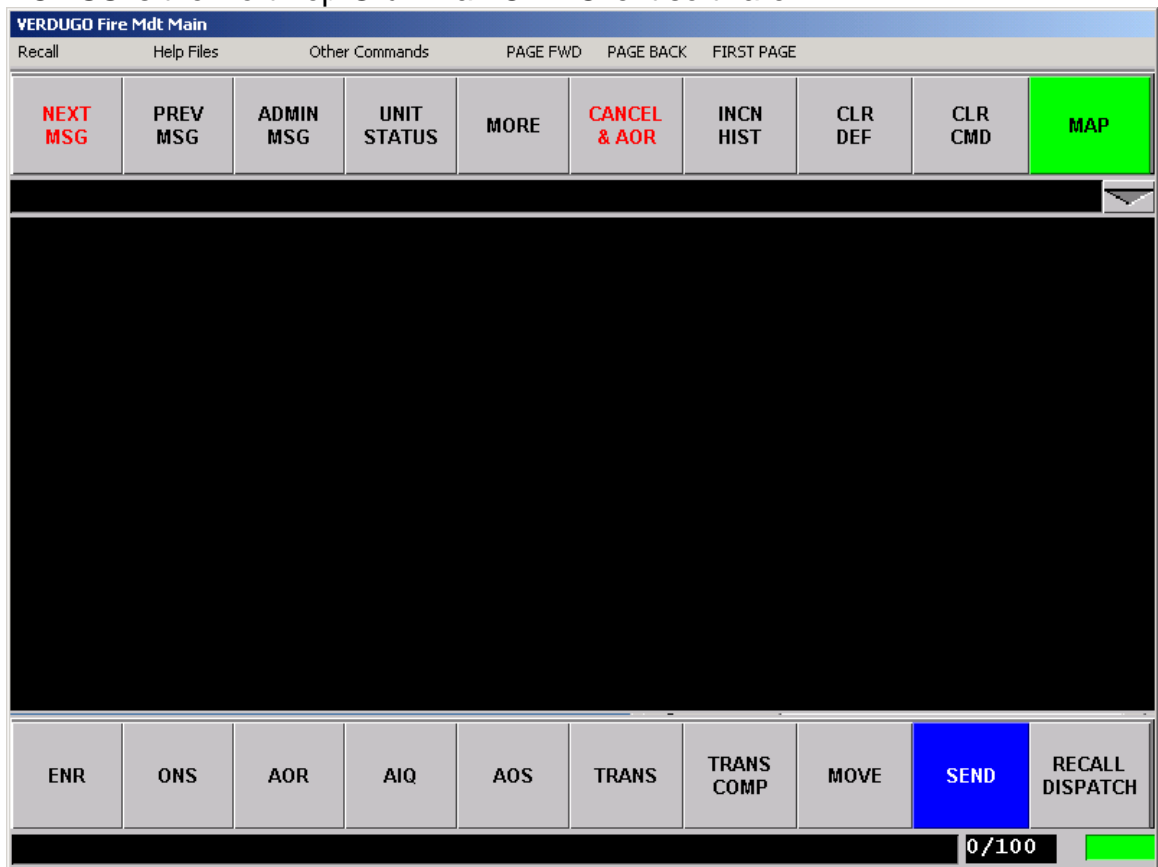 VERDUGO Fire Mdt Main
Recall Help Files Other Commands PAGE FWD PAGE BACK FIRST PAGE
NEXT MSG PREV MSG ADMIN MSG UNIT STATUS MORE CANCEL & AOR INCN HIST CLR DEF CLR CMD MAP
ENR ONS AOR AIQ AOS TRANS TRANS COMP MOVE SEND RECALL DISPATCH
0/100